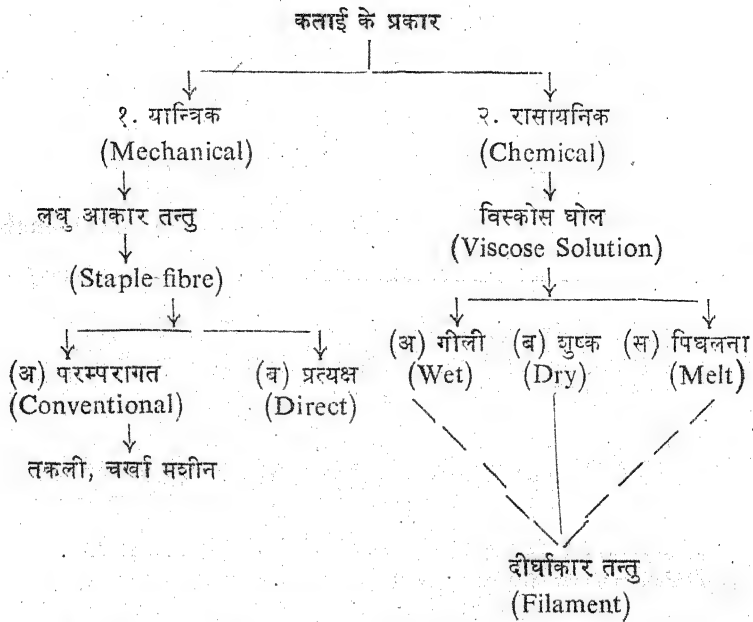 कताई के प्रकार
१. यान्त्रिक
(Mechanical)
लघु आकार तन्तु
(Staple fibre)
(अ) परम्परागत
(Conventional)
तकली, चर्खा मशीन
(ब) प्रत्यक्ष
(Direct)
२. रासायनिक
(Chemical)
विस्कोस घोल
(Viscose Solution)
(अ) गीली
(Wet)
(ब) शुष्क
(Dry)
(स) पिघलना
(Melt)
दीर्घाकार तन्तु
(Filament)